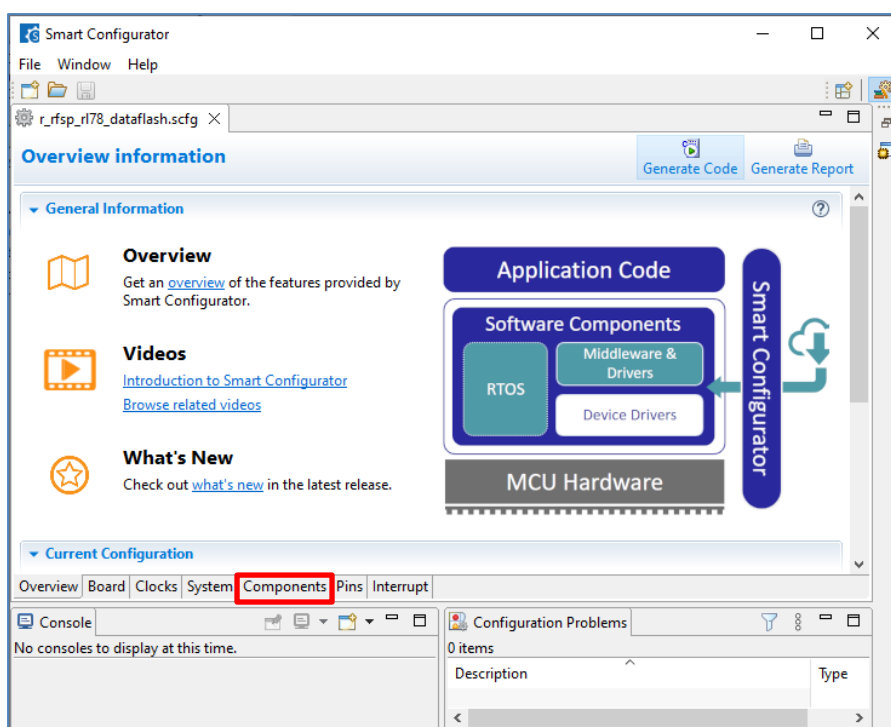 Smart Configurator
File Window Help
r_rfsp_rl78_dataflash.scfg
Overview information
Generate Code Generate Report
General Information
Overview
Get an overview of the features provided by
Smart Configurator.
Videos
Introduction to Smart Configurator
Browse related videos
What's New
Check out what's new in the latest release.
Application Code
Software Components
RTOS
Middleware &
Drivers
Device Drivers
MCU Hardware
Smart Configurator
Current Configuration
Overview Board Clocks System Components Pins Interrupt
Console
No consoles to display at this time.
Configuration Problems
0 items
Description Type